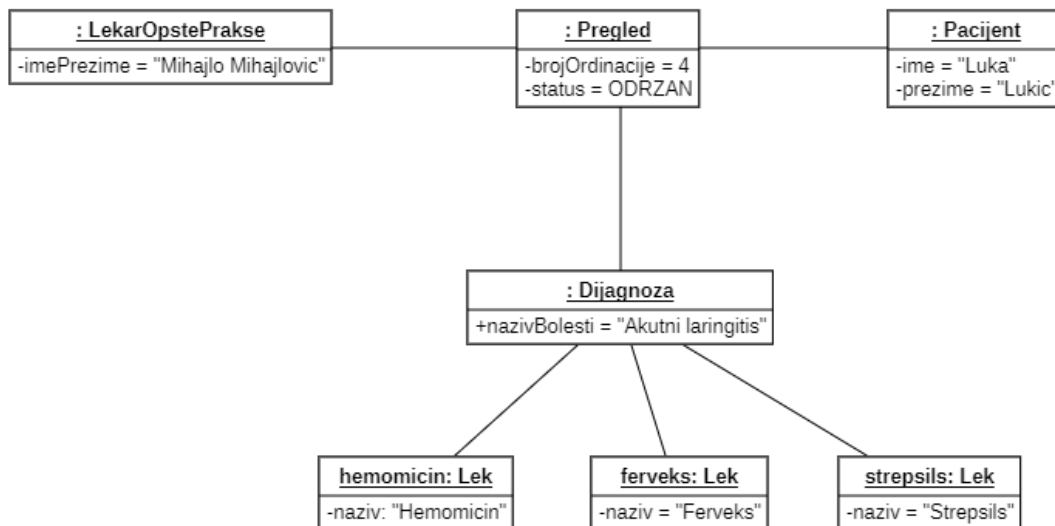 : LekarOpstePrakse
-imePrezime = "Mihajlo Mihajlovic"
: Pregled
-brojOrdinacije = 4
-status = ODRZAN
: Pacijent
-ime = "Luka"
-prezime = "Lukic"
: Dijagnoza
+nazivBolesti = "Akutni laringitis"
hemomicin: Lek
-naziv: "Hemomicin"
ferveks: Lek
-naziv = "Ferveks"
strepsils: Lek
-naziv = "Strepsils"